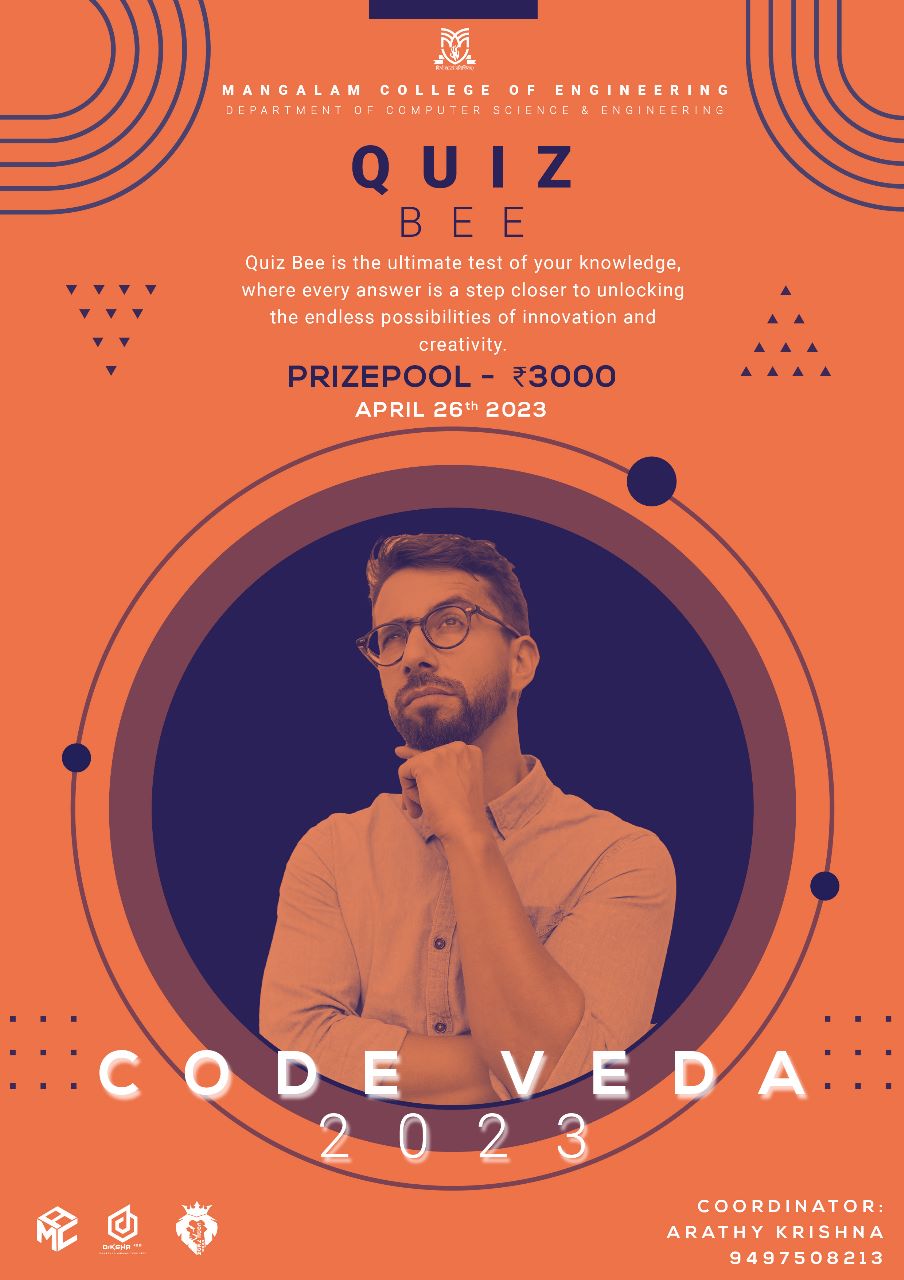 MANGALAM COLLEGE OF ENGINEERING
DEPARTMENT OF COMPUTER SCIENCE & ENGINEERING
QUIZ
BEE
Quiz Bee is the ultimate test of your knowledge,
where every answer is a step closer to unlocking
the endless possibilities of innovation and
creativity.
PRIZEPOOL - ₹3000
APRIL 26th 2023
CODE VEDA
2023
COORDINATOR:
ARATHY KRISHNA
9497508213